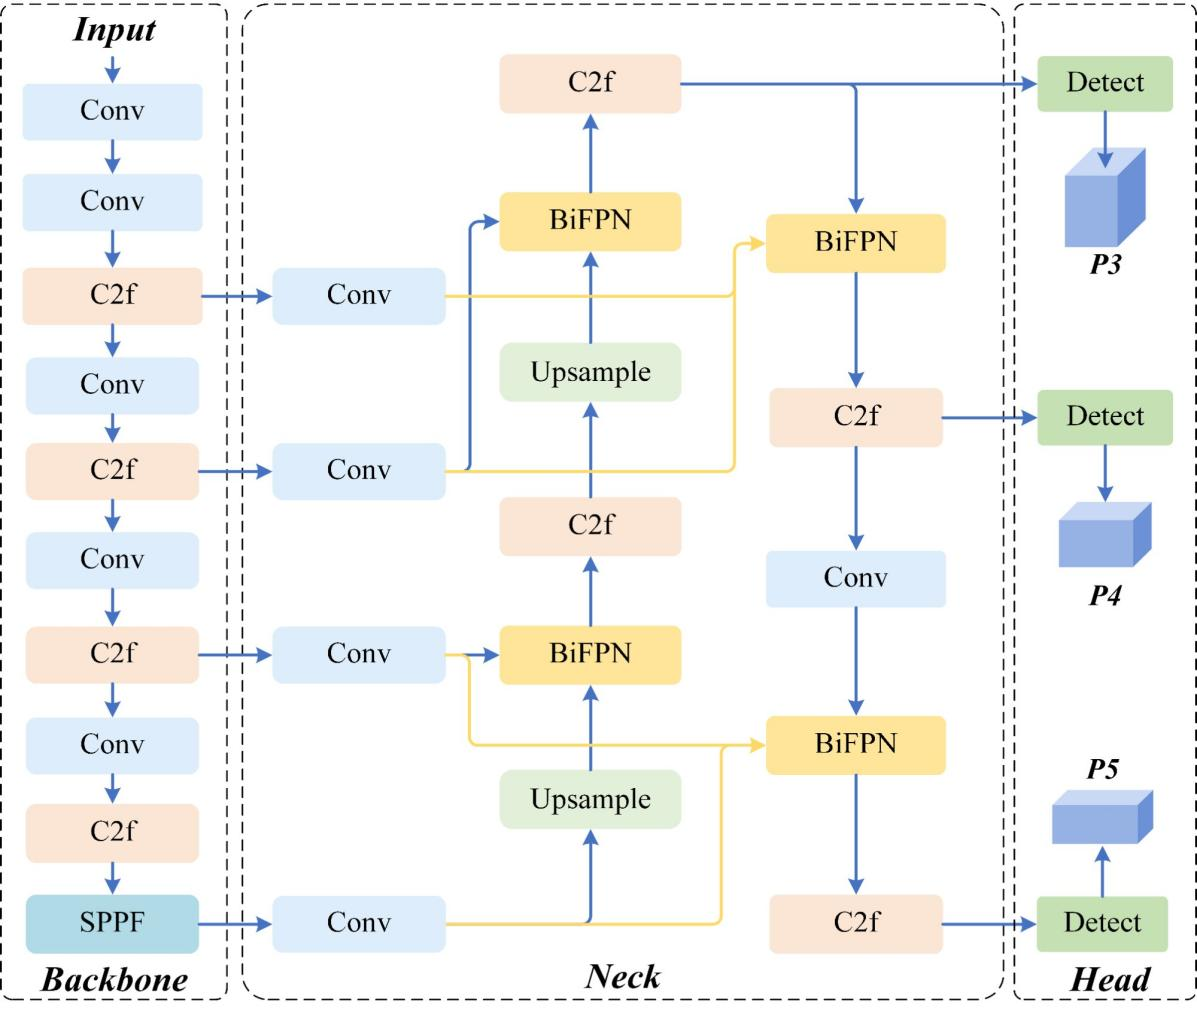 Input
Conv
Conv
C2f
Conv
C2f
Conv
C2f
Conv
C2f
SPPF
Backbone
Conv
Conv
Conv
Conv
C2f
BiFPN
Upsample
C2f
BiFPN
Upsample
BiFPN
C2f
Conv
BiFPN
C2f
Neck
Detect
P3
Detect
P4
P5
Detect
Head